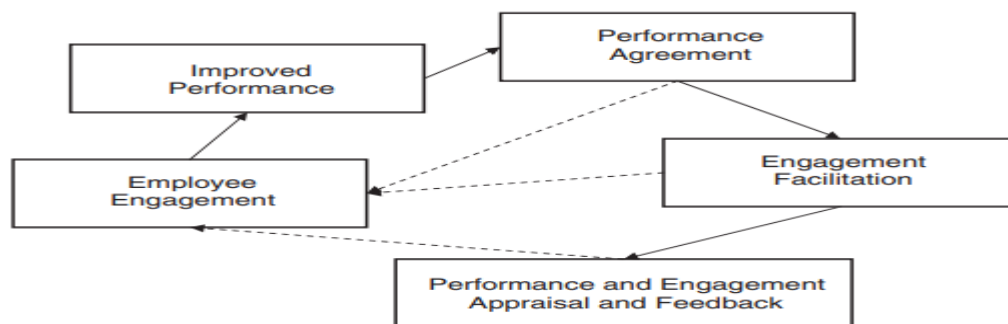 Performance
Agreement
Improved
Performance
Engagement
Facilitation
Employee
Engagement
Performance and Engagement
Appraisal and Feedback